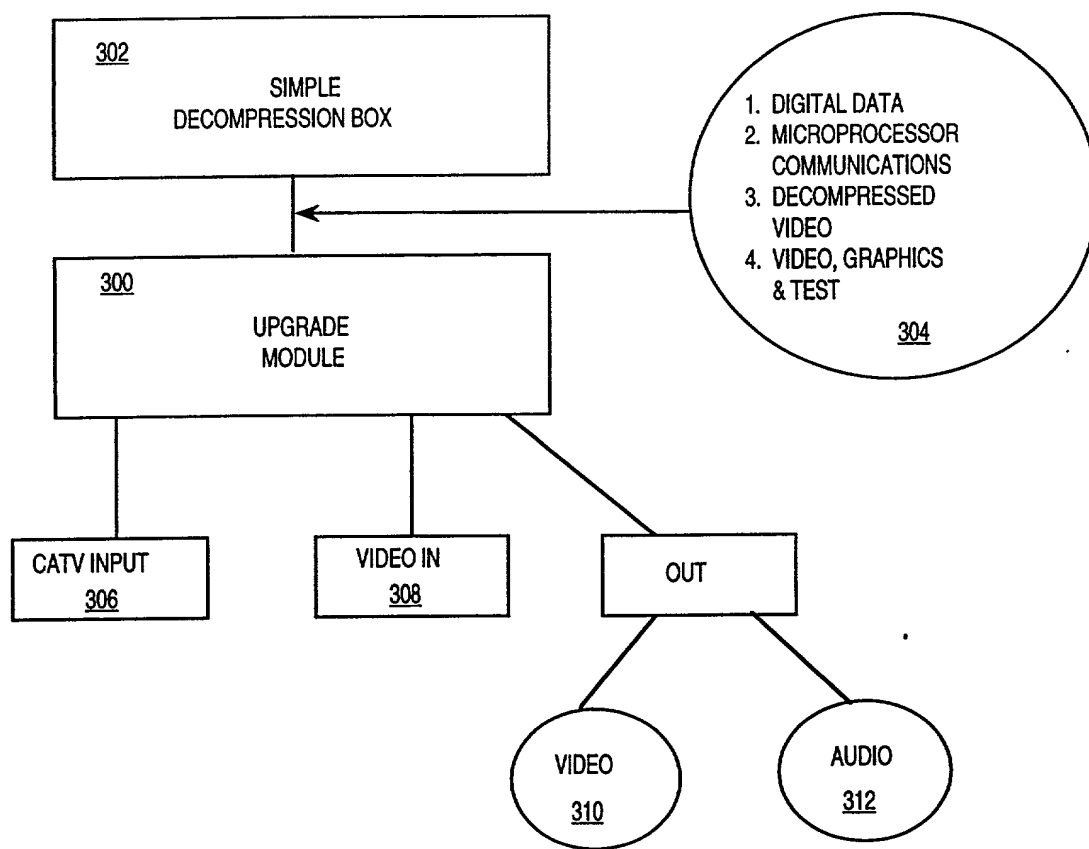 302
SIMPLE
DECOMPRESSION BOX
1. DIGITAL DATA
2. MICROPROCESSOR
COMMUNICATIONS
3. DECOMPRESSED
VIDEO
4. VIDEO, GRAPHICS
& TEST
304
300
UPGRADE
MODULE
CATV INPUT
306
VIDEO IN
308
OUT
VIDEO
310
AUDIO
312